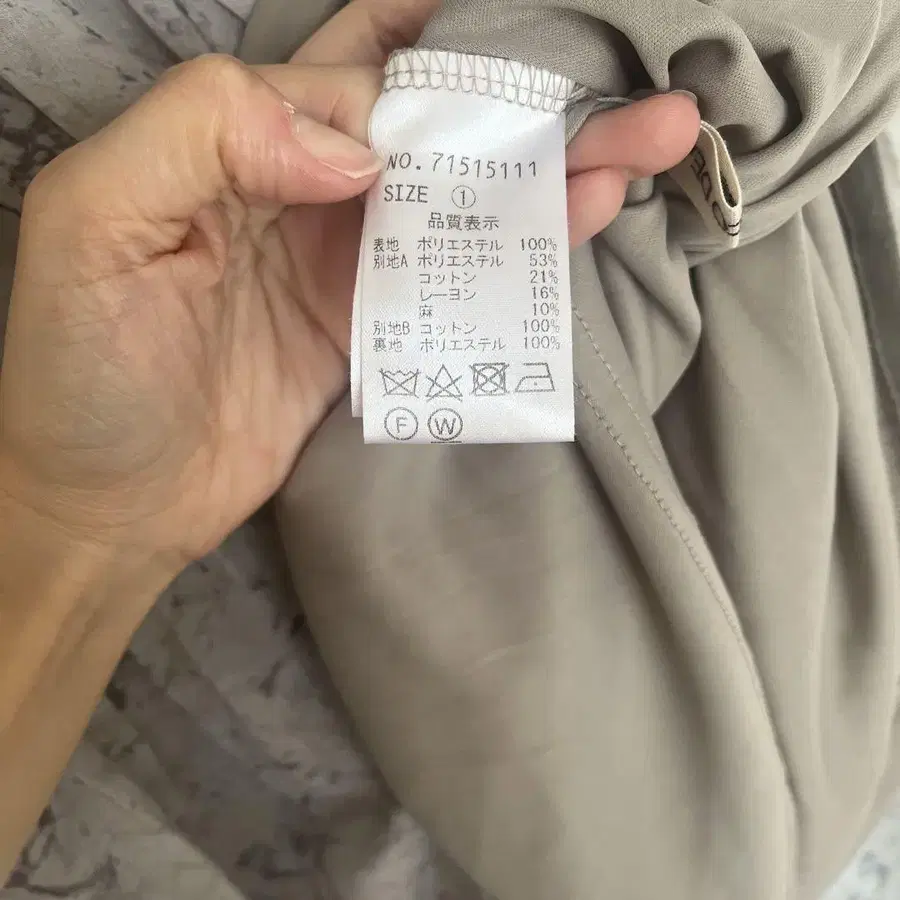 NO. 71515111
SIZE ①
品質表示
表地 ポリエステル 100%
別地A ポリエステル 53%
コットン 21%
レーヨン 16%
麻 10%
別地B コットン 100%
裏地 ポリエステル 100%
Ⓕ Ⓦ